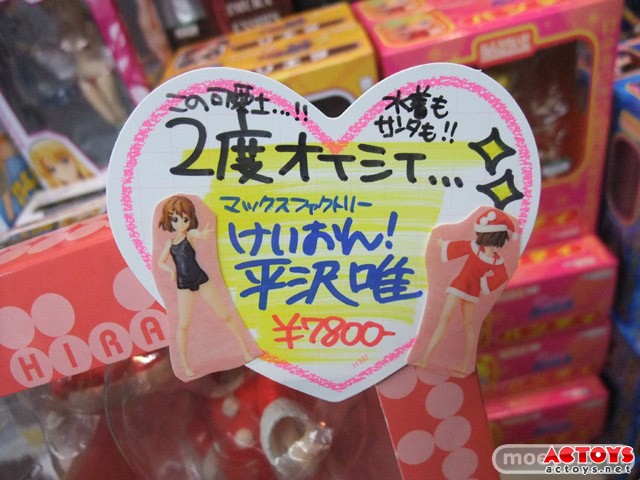 この可愛さ…!!
水着も
サンタも!!
2度オイシイ…
マックスファクトリー
けいおん!
平沢唯
¥7800-
HIRA
moe
ACTOYS
actoys.net